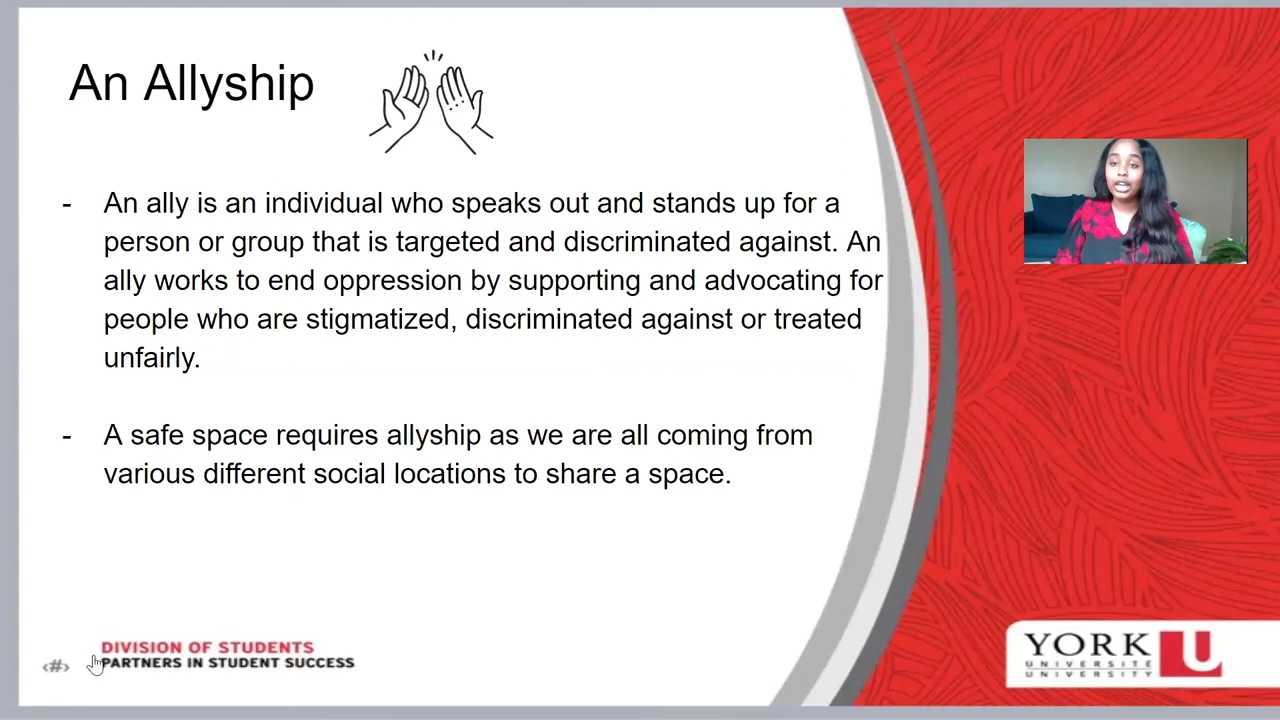 An Allyship
- An ally is an individual who speaks out and stands up for a
person or group that is targeted and discriminated against. An
ally works to end oppression by supporting and advocating for
people who are stigmatized, discriminated against or treated
unfairly.
- A safe space requires allyship as we are all coming from
various different social locations to share a space.
‹#›
DIVISION OF STUDENTS
PARTNERS IN STUDENT SUCCESS
YORK U
UNIVERSITÉ
UNIVERSITY